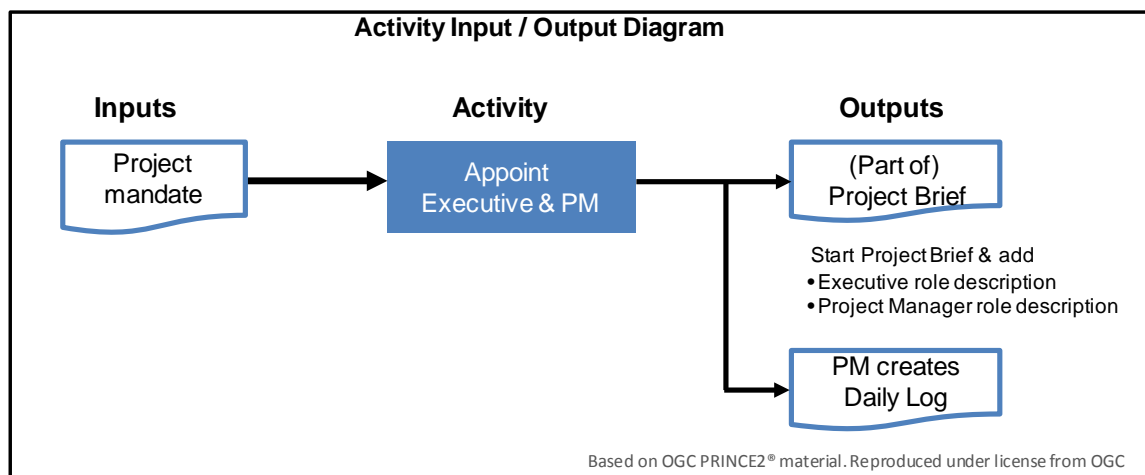 Activity Input / Output Diagram
Inputs
Activity
Outputs
Project
mandate
Appoint
Executive & PM
(Part of)
Project Brief
Start Project Brief & add
•Executive role description
•Project Manager role description
PM creates
Daily Log
Based on OGC PRINCE2® material. Reproduced under license from OGC